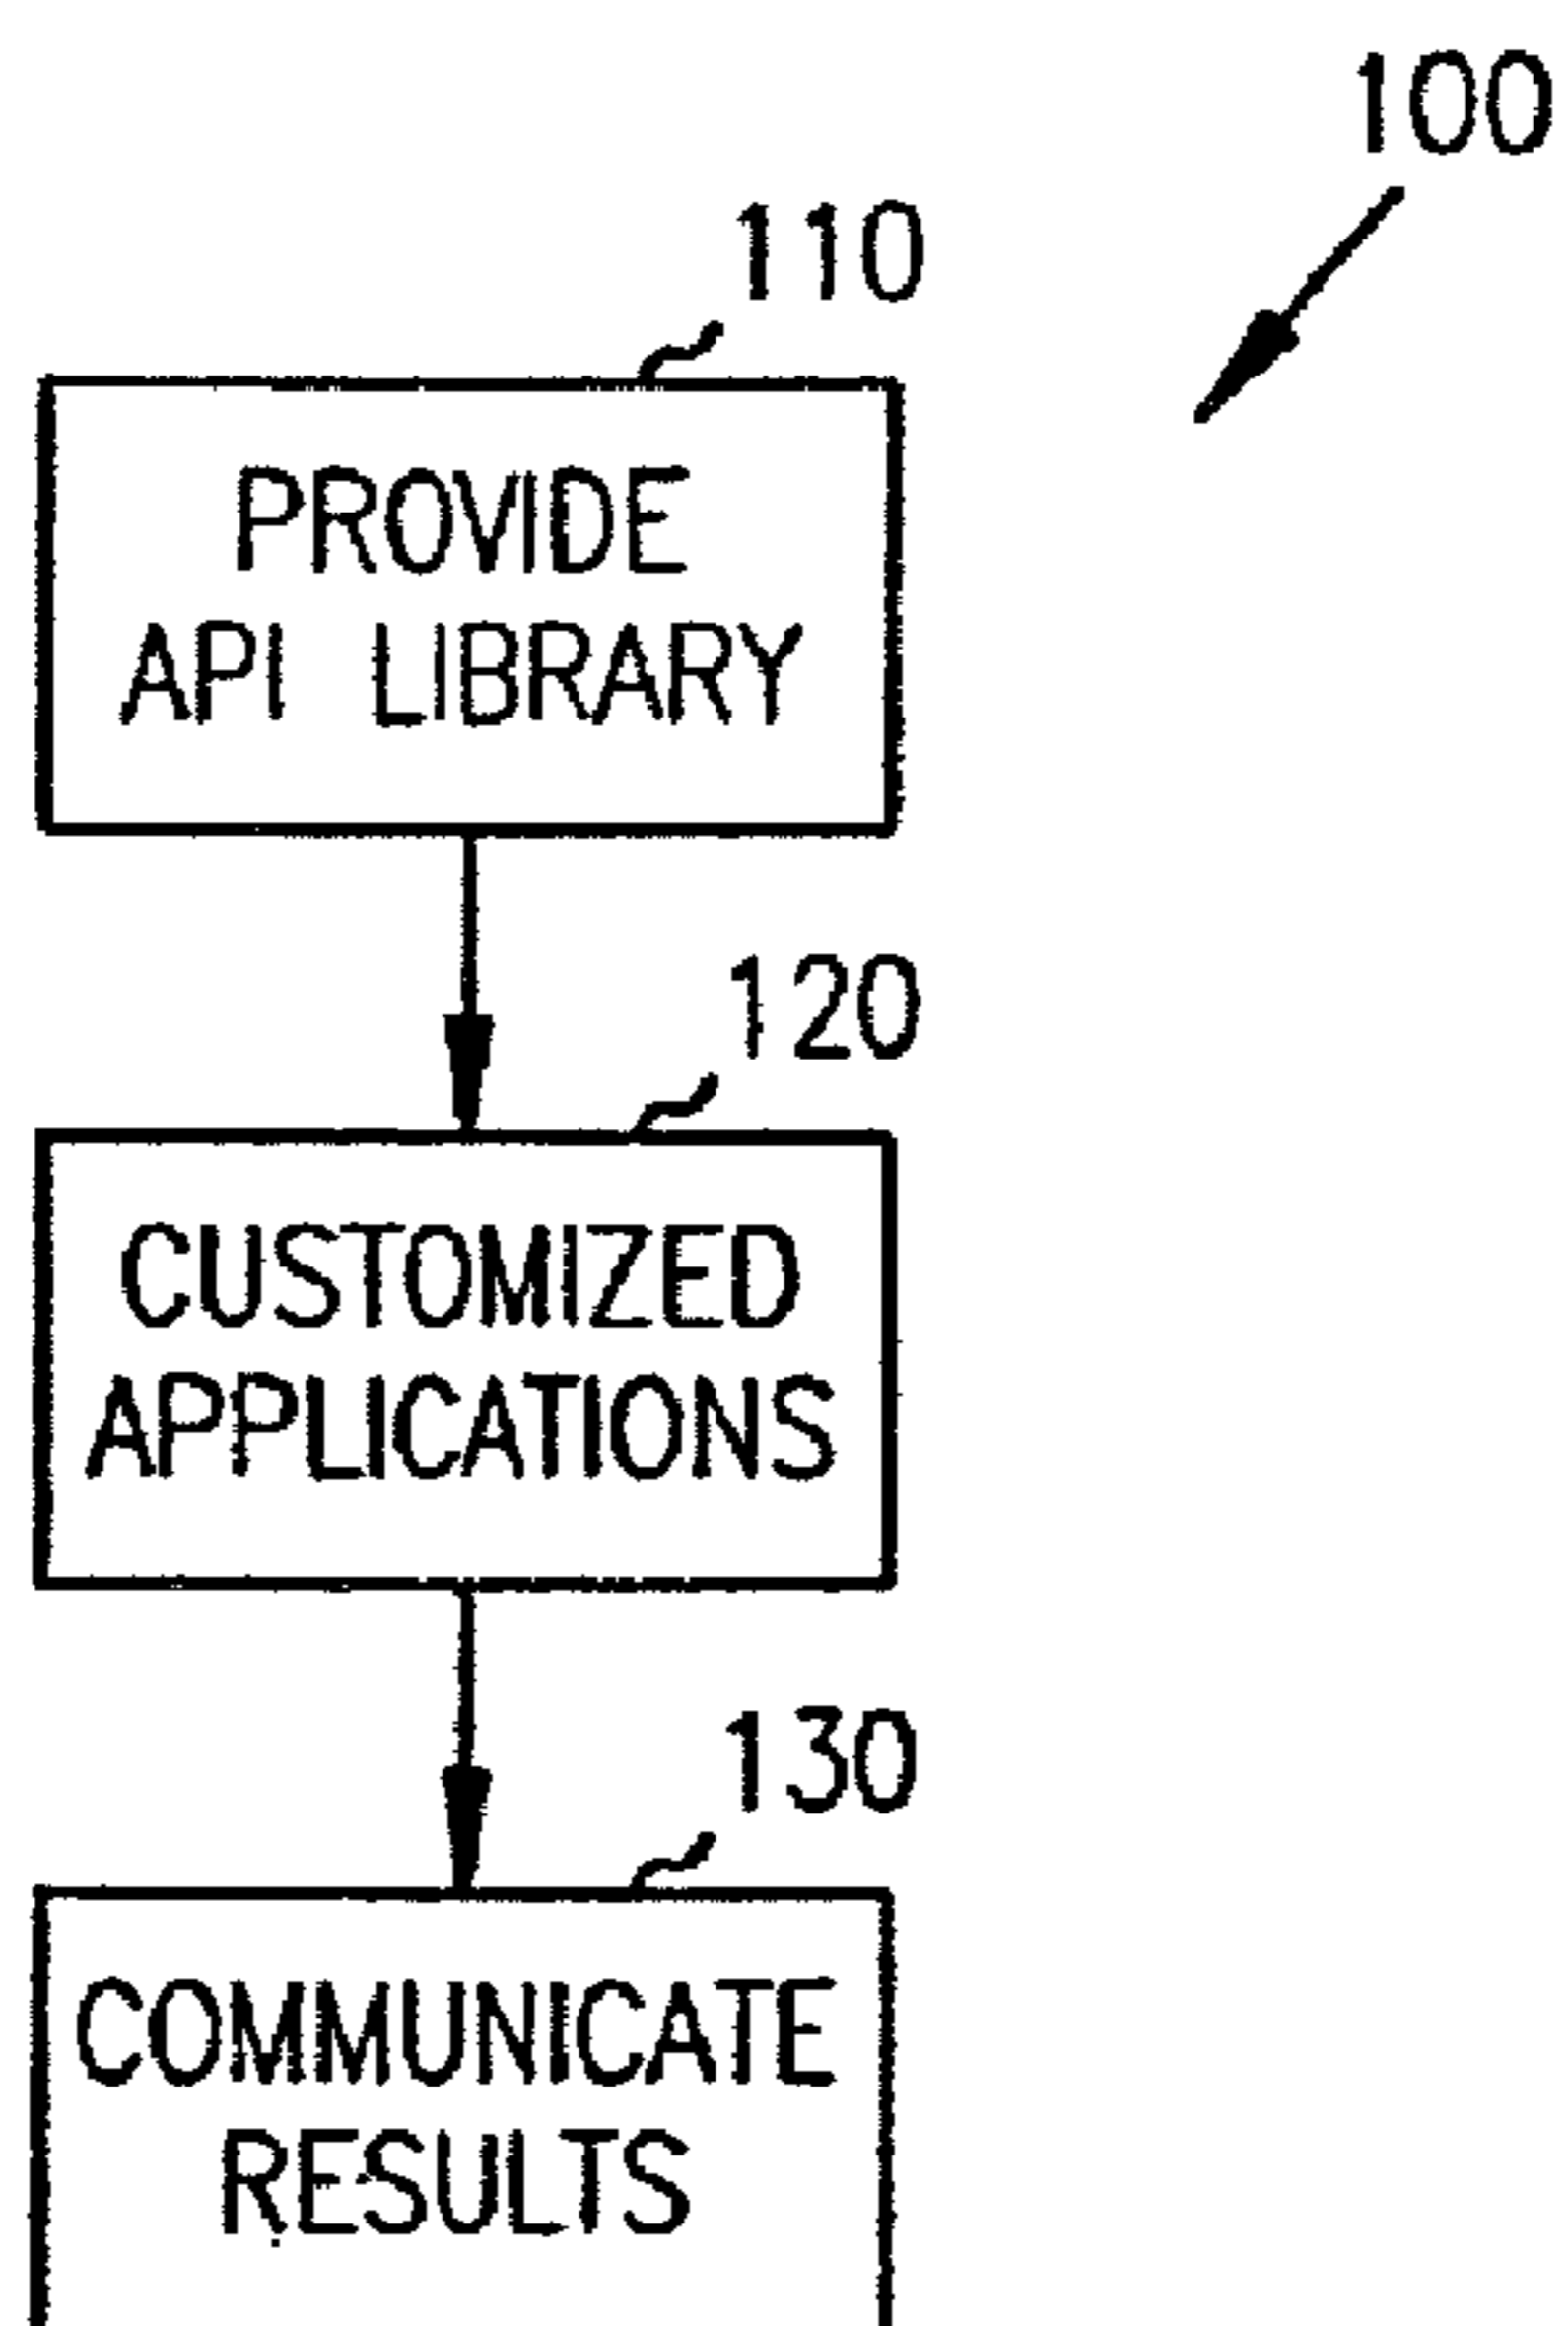 100
110
PROVIDE
API LIBRARY
120
CUSTOMIZED
APPLICATIONS
130
COMMUNICATE
RESULTS